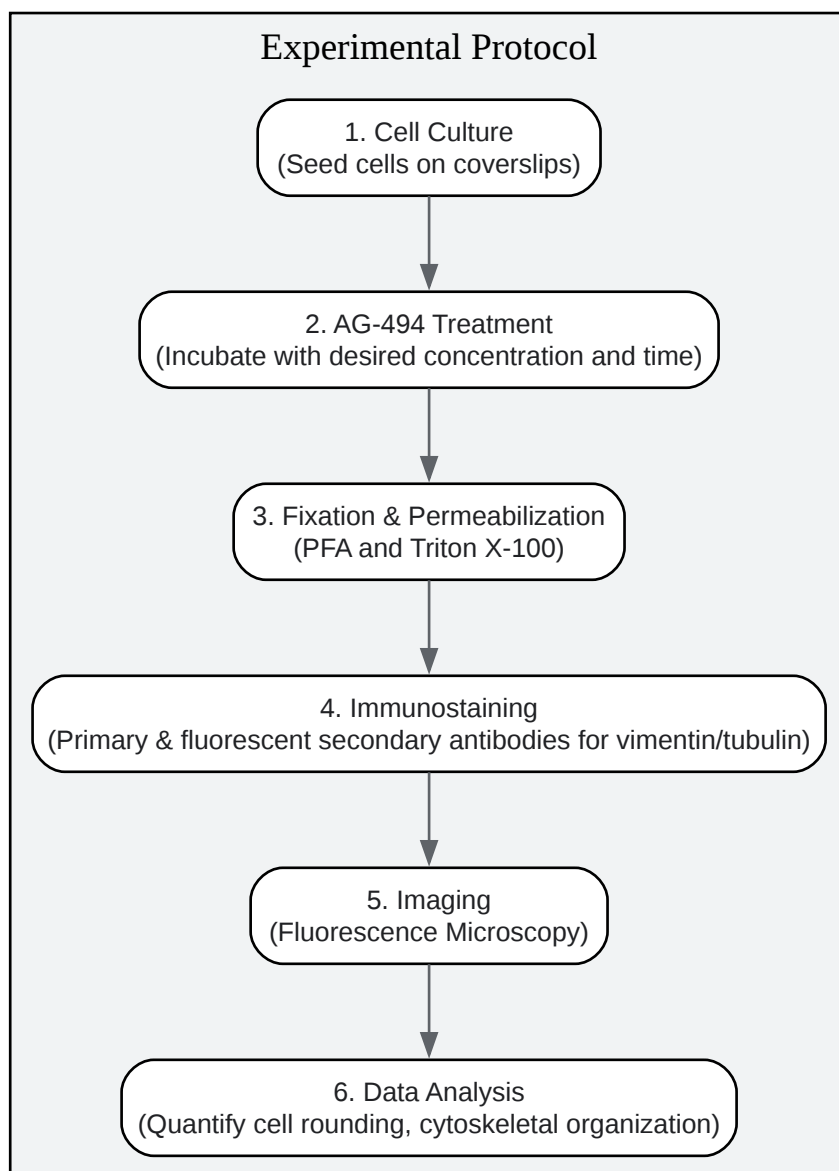 Experimental Protocol
1. Cell Culture
(Seed cells on coverslips)
2. AG-494 Treatment
(Incubate with desired concentration and time)
3. Fixation & Permeabilization
(PFA and Triton X-100)
4. Immunostaining
(Primary & fluorescent secondary antibodies for vimentin/tubulin)
5. Imaging
(Fluorescence Microscopy)
6. Data Analysis
(Quantify cell rounding, cytoskeletal organization)